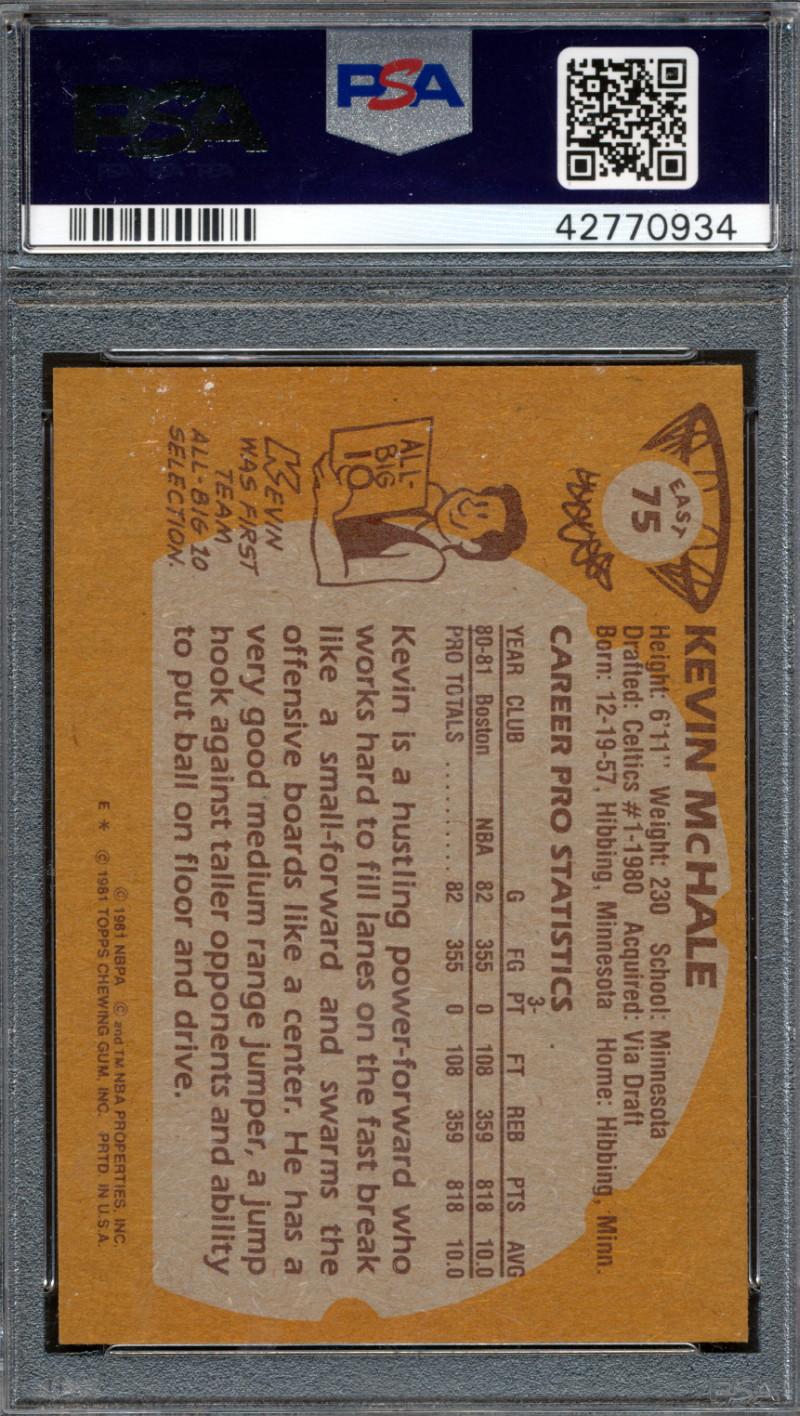 PSA
PSA
PSA PSA PSA
42770934
EAST
75
KEVIN McHALE
Height: 6'11" Weight: 230 School: Minnesota
Drafted: Celtics #1-1980 Acquired: Via Draft
Born: 12-19-57, Hibbing, Minnesota Home: Hibbing, Minn.
CAREER PRO STATISTICS
3-
YEAR CLUB G FG PT FT REB PTS AVG
80-81 Boston NBA 82 355 0 108 359 818 10.0
PRO TOTALS .......... 82 355 0 108 359 818 10.0
ALL-
BIG
10
KEVIN
WAS FIRST
TEAM
ALL-BIG 10
SELECTION.
Kevin is a hustling power-forward who
works hard to fill lanes on the fast break
like a small-forward and swarms the
offensive boards like a center. He has a
very good medium range jumper, a jump
hook against taller opponents and ability
to put ball on floor and drive.
© 1981 NBPA © and TM NBA PROPERTIES, INC.
E * © 1981 TOPPS CHEWING GUM, INC. PRTD. IN U.S.A.
PSA